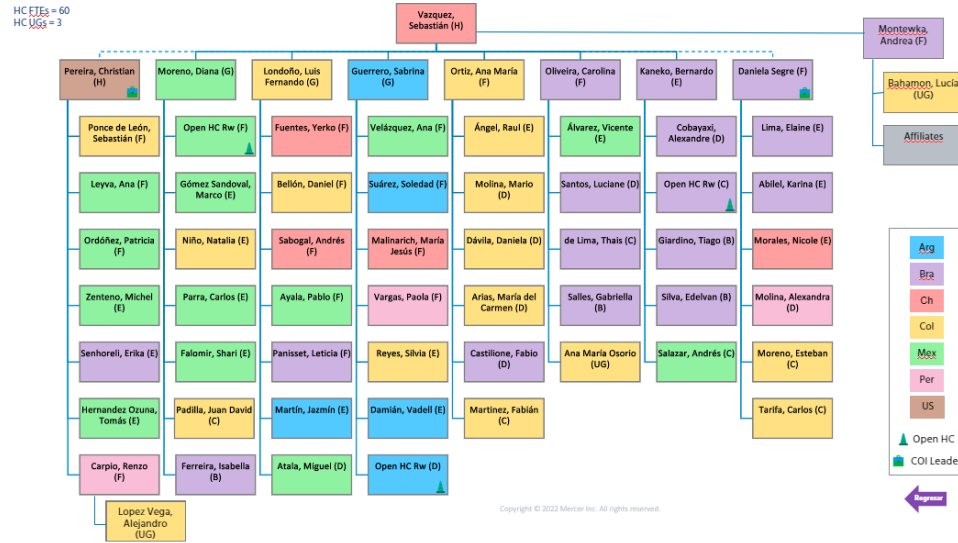 HC FTEs = 60
HC UGs = 3
Vazquez,
Sebastián (H)
Montewka,
Andrea (F)
Bahamon, Lucía
(UG)
Affiliates
Pereira, Christian
(H)
Moreno, Diana (G)
Londoño, Luis
Fernando (G)
Guerrero, Sabrina
(G)
Ortiz, Ana María
(F)
Oliveira, Carolina
(F)
Kaneko, Bernardo
(E)
Daniela Segre (F)
Ponce de León,
Sebastián (F)
Open HC Rw (F)
Fuentes, Yerko (F)
Velázquez, Ana (F)
Ángel, Raul (E)
Álvarez, Vicente
(E)
Cobayaxi,
Alexandre (D)
Lima, Elaine (E)
Leyva, Ana (F)
Gómez Sandoval,
Marco (E)
Bellón, Daniel (F)
Suárez, Soledad (F)
Molina, Mario
(D)
Santos, Luciane (D)
Open HC Rw (C)
Abilel, Karina (E)
Ordóñez, Patricia
(F)
Niño, Natalia (E)
Sabogal, Andrés
(F)
Malinarich, María
Jesús (F)
Dávila, Daniela (D)
de Lima, Thais (C)
Giardino, Tiago (B)
Morales, Nicole (E)
Zenteno, Michel
(E)
Parra, Carlos (E)
Ayala, Pablo (F)
Vargas, Paola (F)
Arias, María del
Carmen (D)
Salles, Gabriella
(B)
Silva, Edelvan (B)
Molina, Alexandra
(D)
Senhoreli, Erika (E)
Falomir, Shari (E)
Panisset, Leticia (F)
Reyes, Silvia (E)
Castilione, Fabio
(D)
Ana María Osorio
(UG)
Salazar, Andrés (C)
Moreno, Esteban
(C)
Hernandez Ozuna,
Tomás (E)
Padilla, Juan David
(C)
Martín, Jazmín (E)
Damián, Vadell (E)
Martinez, Fabián
(C)
Tarifa, Carlos (C)
Carpio, Renzo
(F)
Ferreira, Isabella
(B)
Atala, Miguel (D)
Open HC Rw (D)
Lopez Vega,
Alejandro
(UG)
Arg
Bra
Ch
Col
Mex
Per
US
Open HC
COI Leade
Regresar
Copyright © 2022 Mercer Inc. All rights reserved.